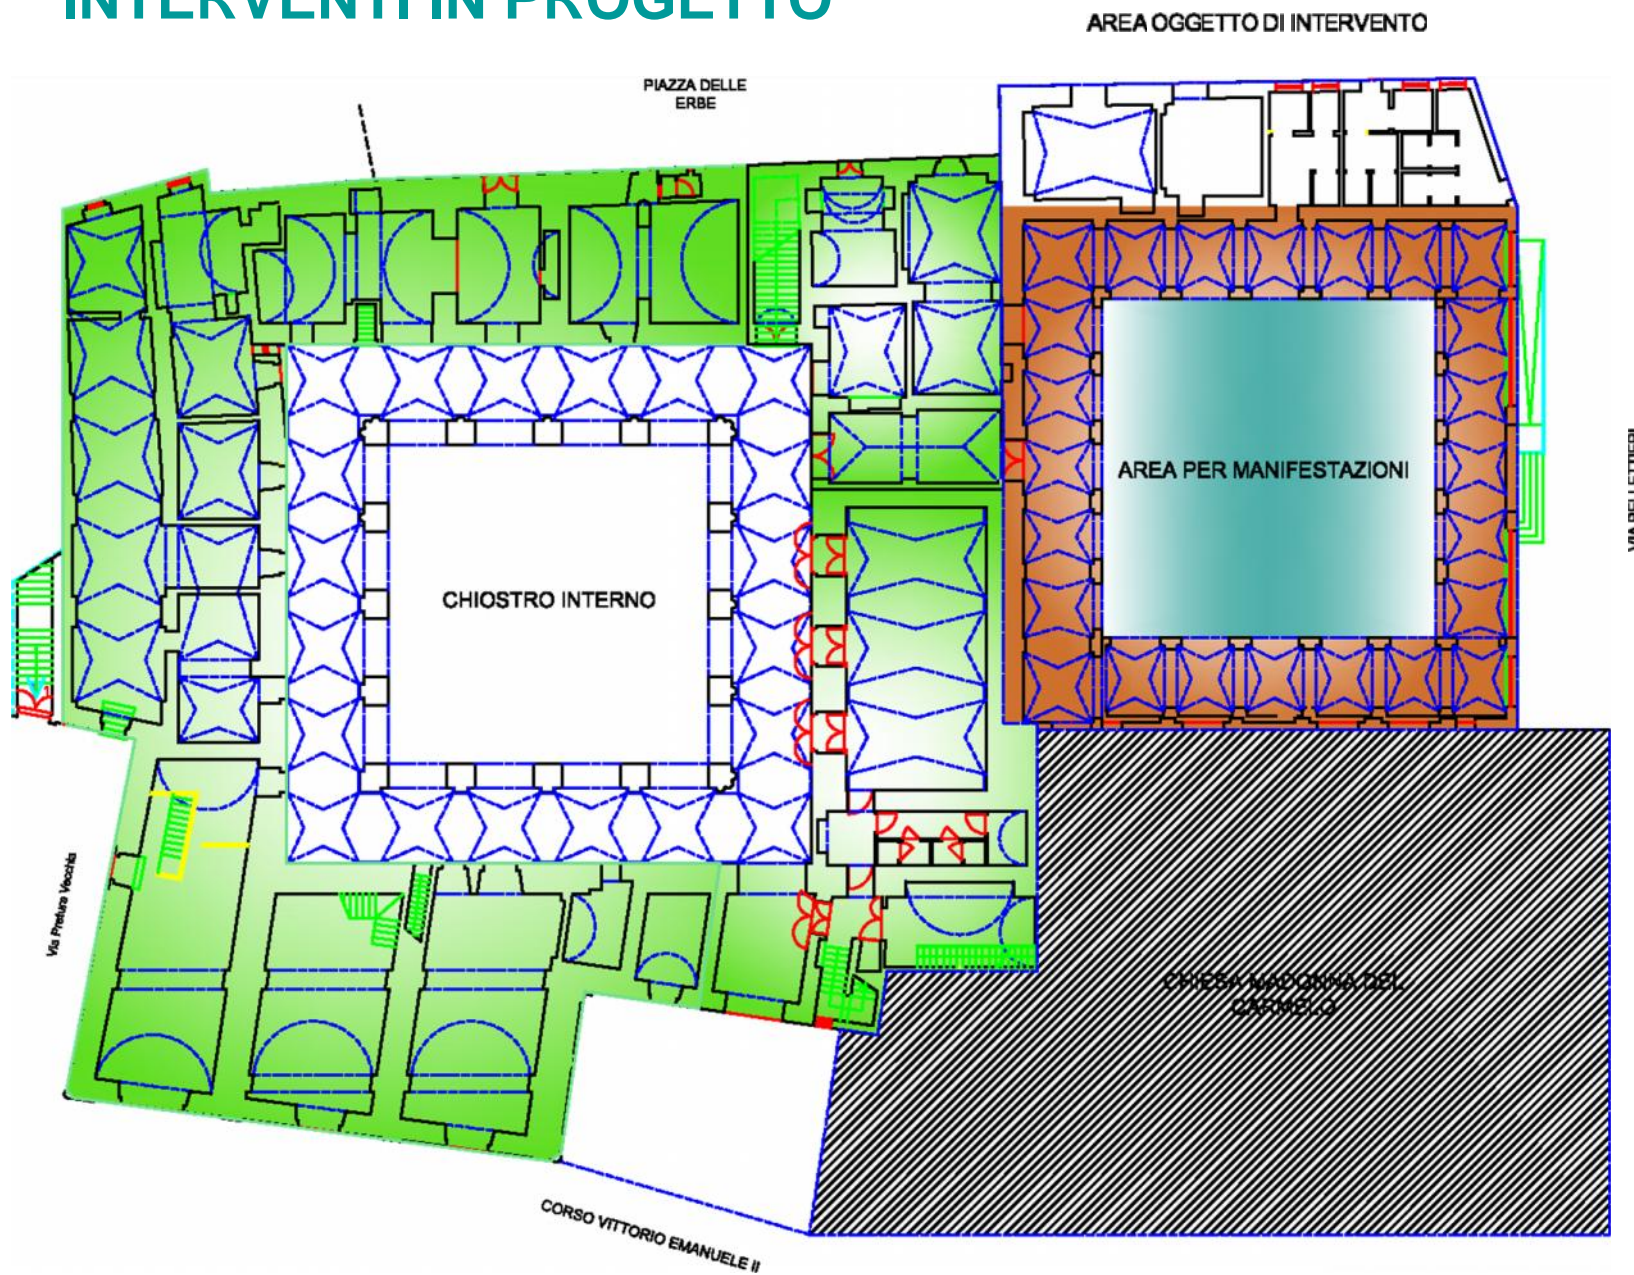 INTERVENTI IN PROGETTO
AREA OGGETTO DI INTERVENTO
PIAZZA DELLE
ERBE
AREA PER MANIFESTAZIONI
CHIOSTRO INTERNO
Via Pretura Vecchia
CHIESA MADONNA DEL
CARMELO
CORSO VITTORIO EMANUELE II